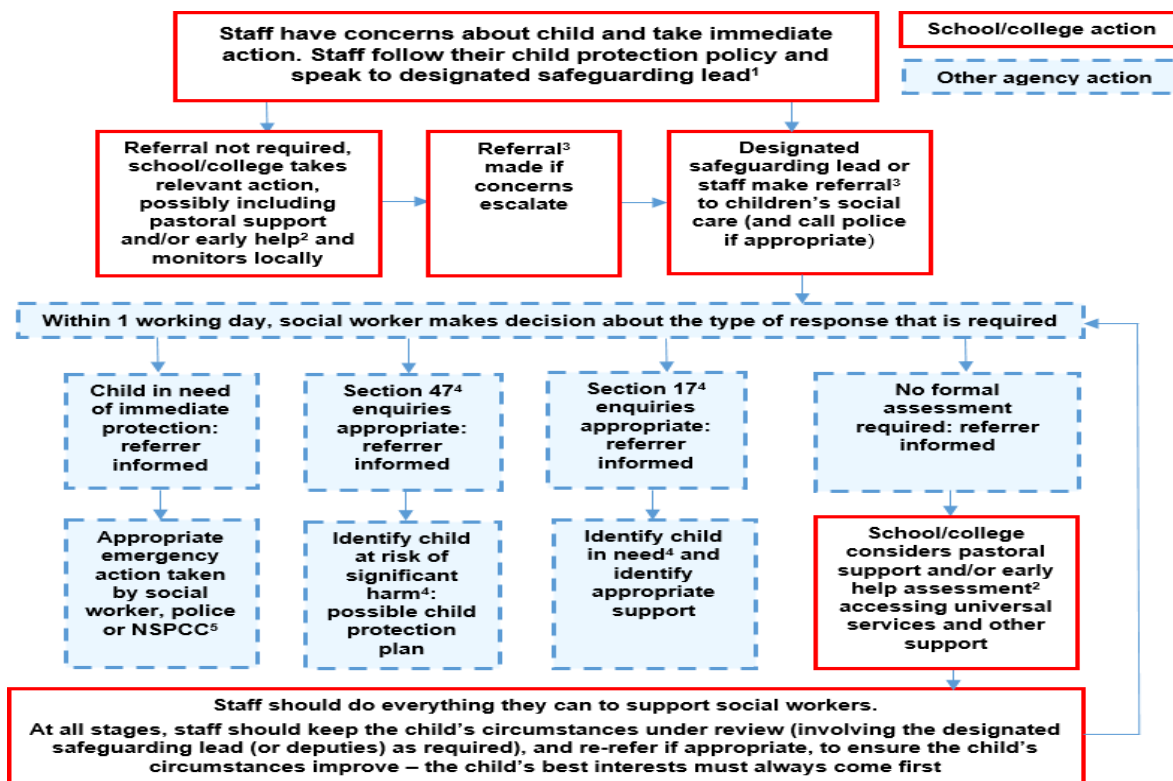 Staff have concerns about child and take immediate
action. Staff follow their child protection policy and
speak to designated safeguarding lead¹
School/college action
Other agency action
Referral not required,
school/college takes
relevant action,
possibly including
pastoral support
and/or early help² and
monitors locally
Referral³
made if
concerns
escalate
Designated
safeguarding lead or
staff make referral³
to children’s social
care (and call police
if appropriate)
Within 1 working day, social worker makes decision about the type of response that is required
Child in need
of immediate
protection:
referrer
informed
Section 47⁴
enquiries
appropriate:
referrer
informed
Section 17⁴
enquiries
appropriate:
referrer
informed
No formal
assessment
required: referrer
informed
Appropriate
emergency
action taken
by social
worker, police
or NSPCC⁵
Identify child
at risk of
significant
harm⁴:
possible child
protection
plan
Identify child
in need⁴ and
identify
appropriate
support
School/college
considers pastoral
support and/or early
help assessment²
accessing universal
services and other
support
Staff should do everything they can to support social workers.
At all stages, staff should keep the child’s circumstances under review (involving the designated
safeguarding lead (or deputies) as required), and re-refer if appropriate, to ensure the child’s
circumstances improve – the child’s best interests must always come first